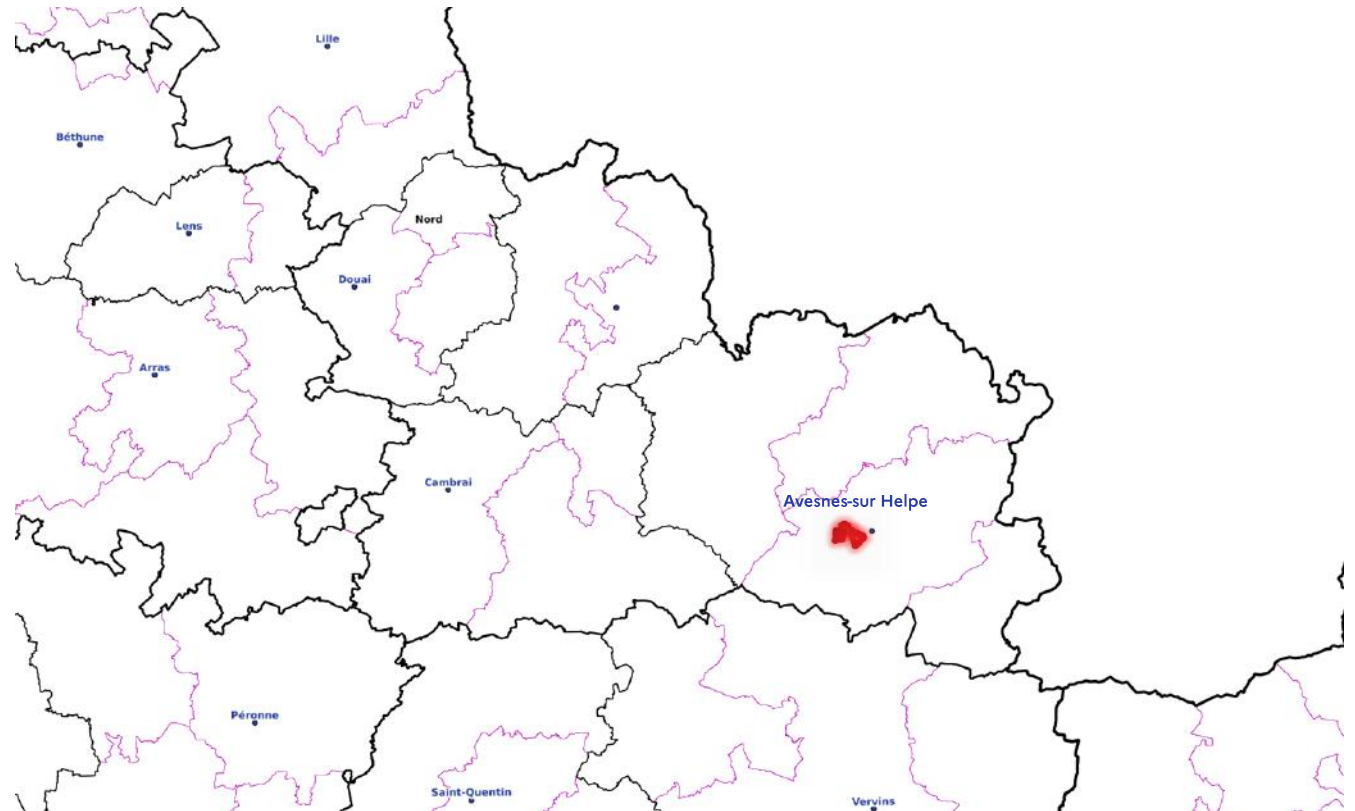 Lille
Béthune
Nord
Lens
Douai
Arras
Cambrai
Avesnes-sur Helpe
Péronne
Saint-Quentin
Vervins